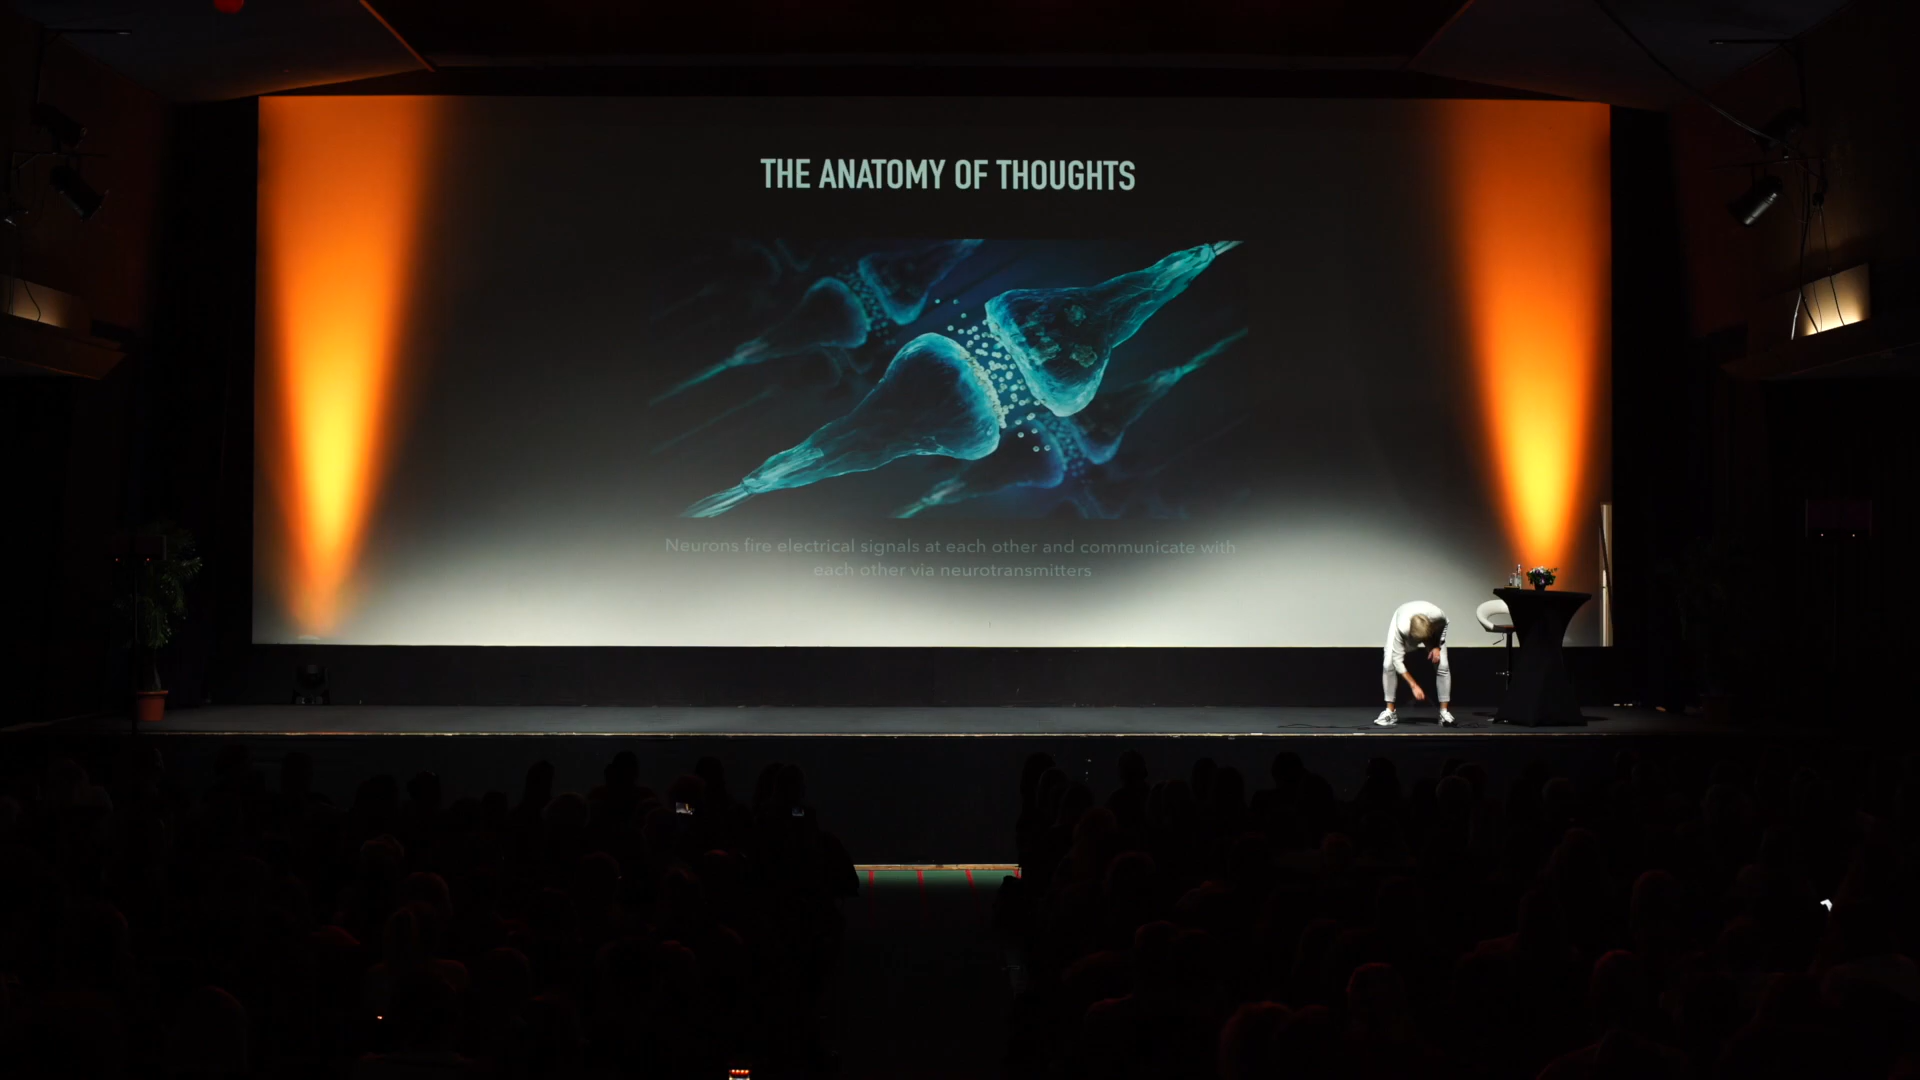 THE ANATOMY OF THOUGHTS
Neurons fire electrical signals at each other and communicate with
each other via neurotransmitters